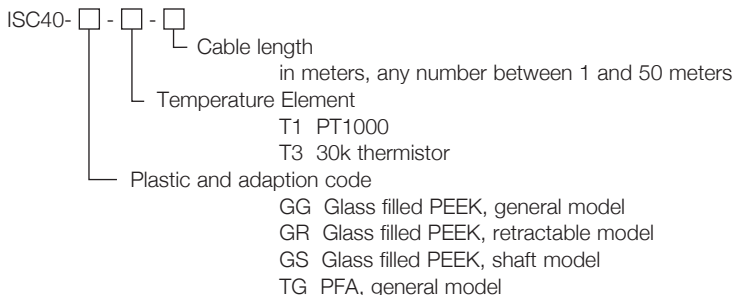 ISC40- □ - □ - □
Cable length
in meters, any number between 1 and 50 meters
Temperature Element
T1 PT1000
T3 30k thermistor
Plastic and adaption code
GG Glass filled PEEK, general model
GR Glass filled PEEK, retractable model
GS Glass filled PEEK, shaft model
TG PFA, general model